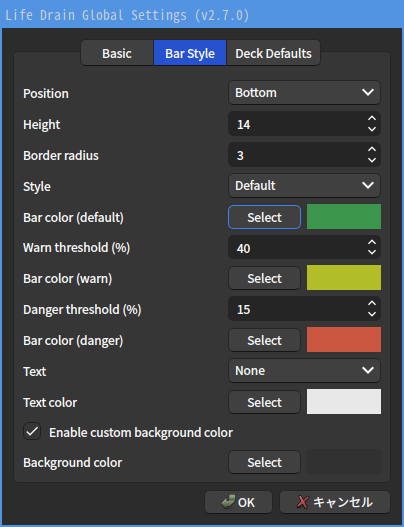 Life Drain Global Settings (v2.7.0)
Basic Bar Style Deck Defaults
Position Bottom
Height 14
Border radius 3
Style Default
Bar color (default) Select
Warn threshold (%) 40
Bar color (warn) Select
Danger threshold (%) 15
Bar color (danger) Select
Text None
Text color Select
Enable custom background color
Background color Select
OK キャンセル